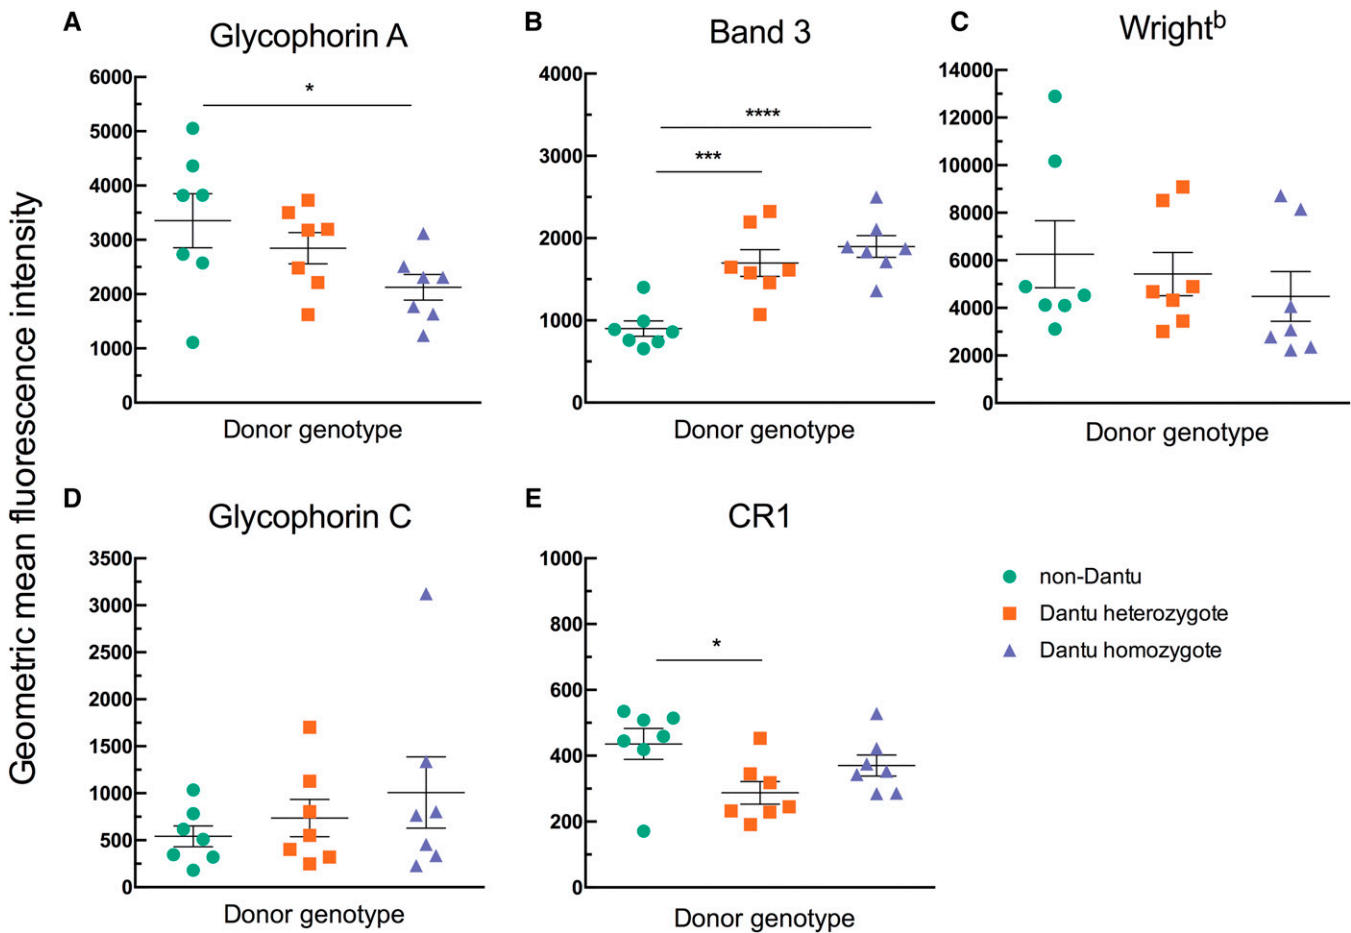 Geometric mean fluorescence intensity
A
Glycophorin A
6000
5000
4000
3000
2000
1000
0
*
Donor genotype
B
Band 3
4000
3000
2000
1000
0
****
***
Donor genotype
C
Wrightᵇ
14000
12000
10000
8000
6000
4000
2000
0
Donor genotype
D
Glycophorin C
3500
3000
2500
2000
1500
1000
500
0
Donor genotype
E
CR1
1000
800
600
400
200
0
*
Donor genotype
non-Dantu
Dantu heterozygote
Dantu homozygote